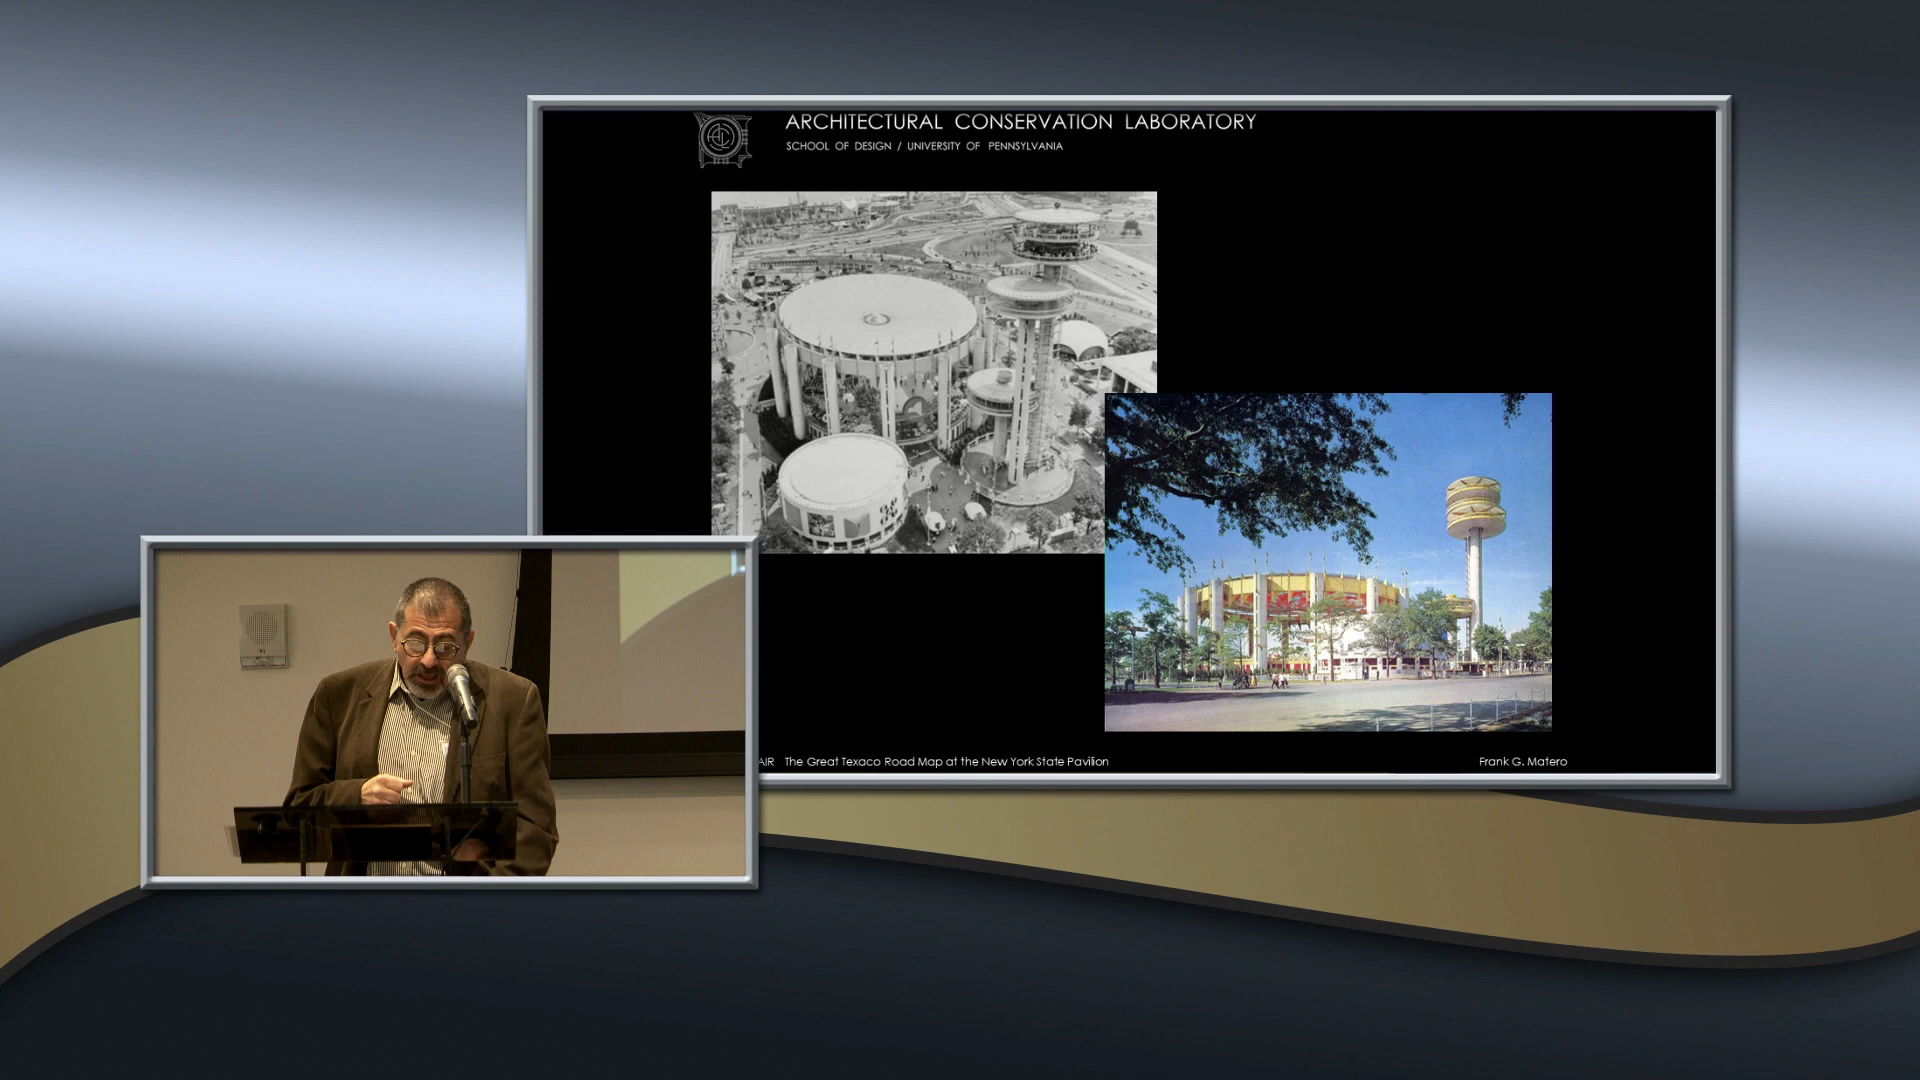 ARCHITECTURAL CONSERVATION LABORATORY
SCHOOL OF DESIGN / UNIVERSITY OF PENNSYLVANIA
AIR The Great Texaco Road Map at the New York State Pavilion
Frank G. Matero